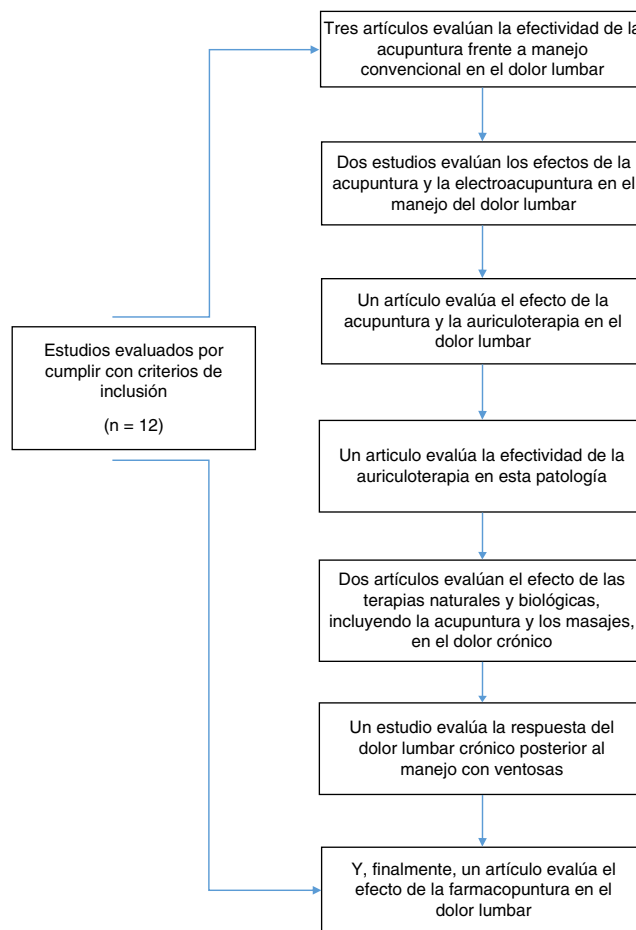 Tres artículos evalúan la efectividad de la
acupuntura frente a manejo
convencional en el dolor lumbar
Dos estudios evalúan los efectos de la
acupuntura y la electroacupuntura en el
manejo del dolor lumbar
Un artículo evalúa el efecto de la
acupuntura y la auriculoterapia en el
dolor lumbar
Estudios evaluados por
cumplir con criterios de
inclusión
(n = 12)
Un articulo evalúa la efectividad de la
auriculoterapia en esta patología
Dos artículos evalúan el efecto de las
terapias naturales y biológicas,
incluyendo la acupuntura y los masajes,
en el dolor crónico
Un estudio evalúa la respuesta del
dolor lumbar crónico posterior al
manejo con ventosas
Y, finalmente, un artículo evalúa el
efecto de la farmacopuntura en el
dolor lumbar